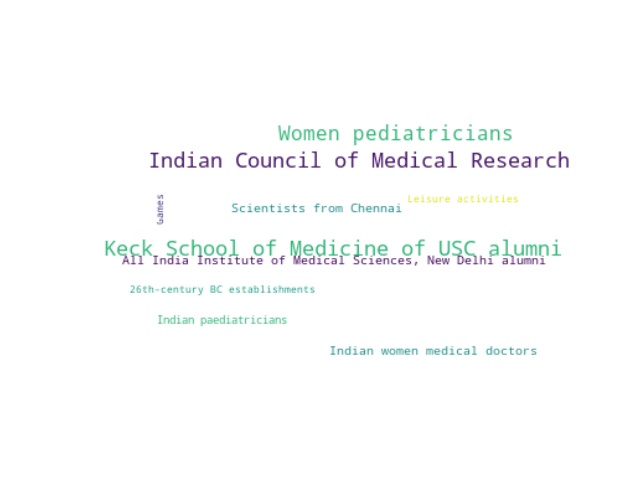 Women pediatricians
Indian Council of Medical Research
Games
Leisure activities
Scientists from Chennai
Keck School of Medicine of USC alumni
All India Institute of Medical Sciences, New Delhi alumni
26th-century BC establishments
Indian paediatricians
Indian women medical doctors